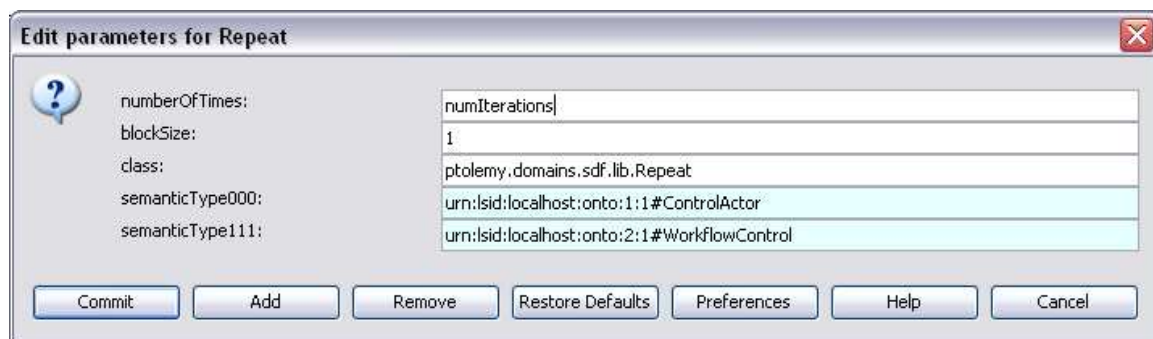 Edit parameters for Repeat
numberOfTimes: numIterations
blockSize: 1
class: ptolemy.domains.sdf.lib.Repeat
semanticType000: urn:lsid:localhost:onto:1:1#ControlActor
semanticType111: urn:lsid:localhost:onto:2:1#WorkflowControl
Commit Add Remove Restore Defaults Preferences Help Cancel